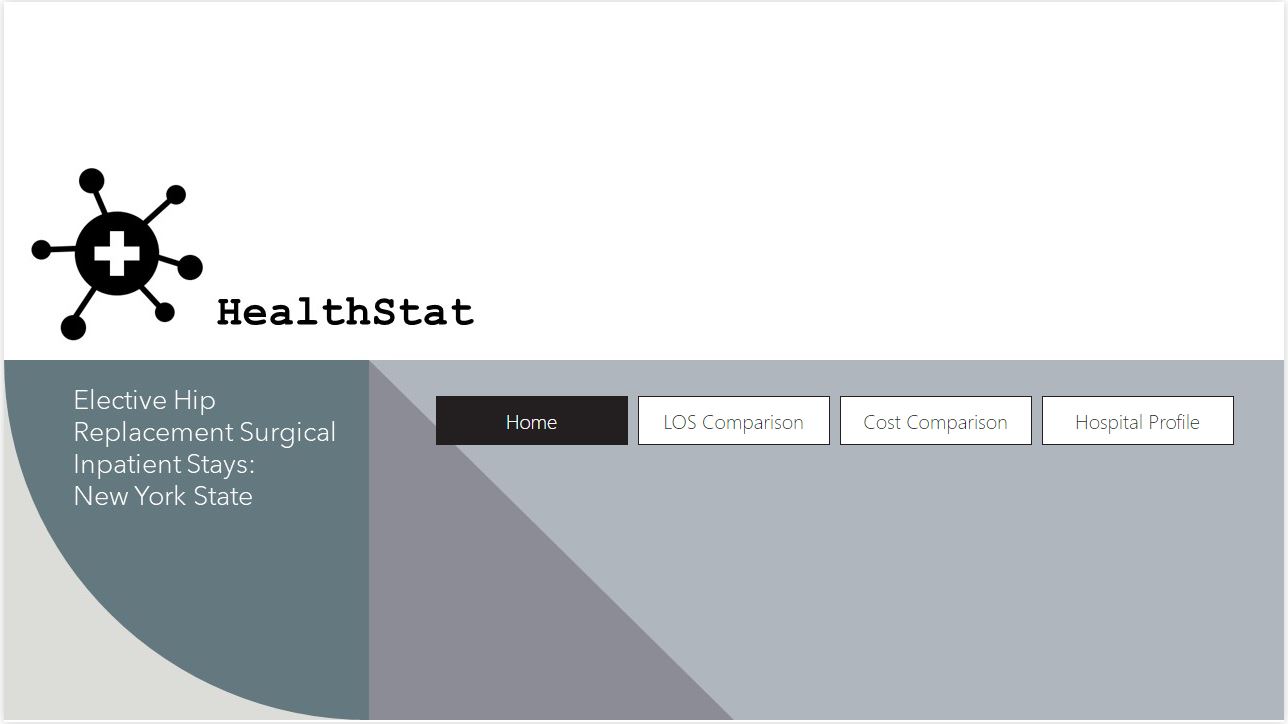 HealthStat
Elective Hip
Replacement Surgical
Inpatient Stays:
New York State
Home
LOS Comparison
Cost Comparison
Hospital Profile